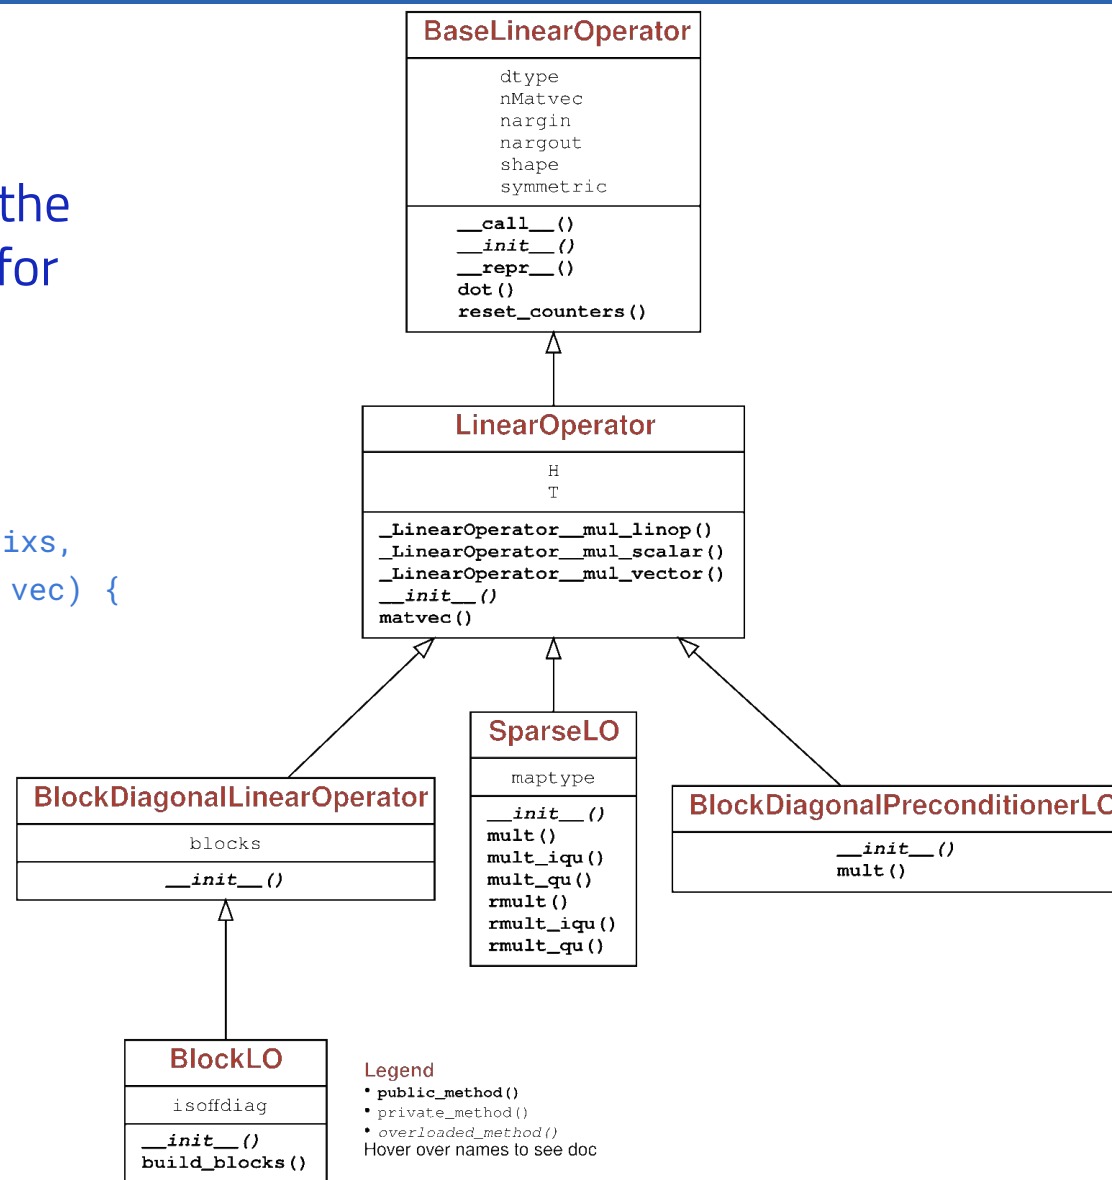 the
for
ixs,
vec) {
BaseLinearOperator
dtype
nMatvec
nargin
nargout
shape
symmetric
__call__()
__init__()
__repr__()
dot()
reset_counters()
LinearOperator
H
T
_LinearOperator__mul_linop()
_LinearOperator__mul_scalar()
_LinearOperator__mul_vector()
__init__()
matvec()
BlockDiagonalLinearOperator
blocks
__init__()
SparseLO
maptype
__init__()
mult()
mult_iqu()
mult_qu()
rmult()
rmult_iqu()
rmult_qu()
BlockDiagonalPreconditionerLO
__init__()
mult()
BlockLO
isoffdiag
__init__()
build_blocks()
Legend
• public_method()
• private_method()
• overloaded_method()
Hover over names to see doc